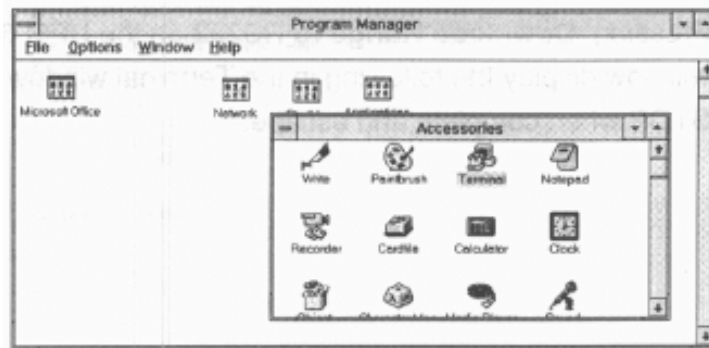 Program Manager
File Options Window Help
Microsoft Office
Network
Accessories
Write Paintbrush Terminal Notepad
Recorder Cardfile Calculator Clock